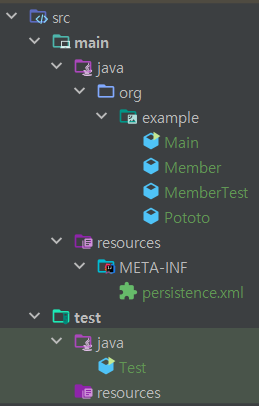 src
main
java
org
example
Main
Member
MemberTest
Pototo
resources
META-INF
persistence.xml
test
java
Test
resources